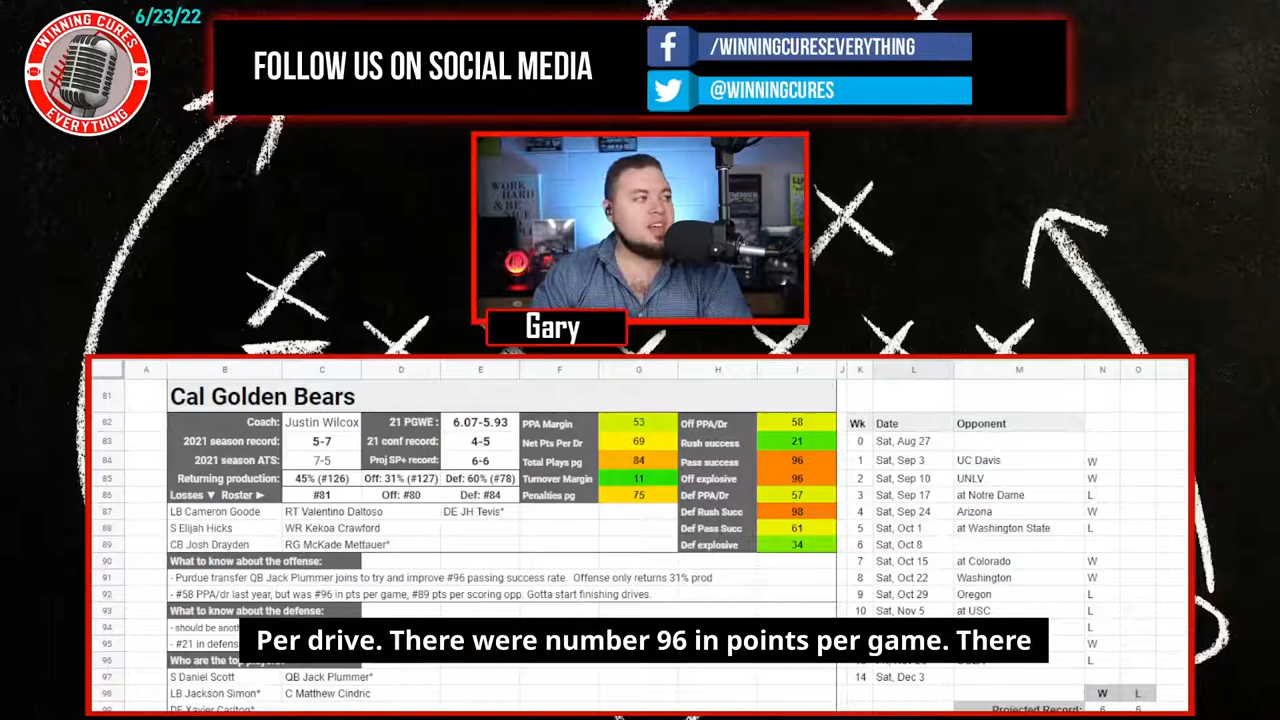 6/23/22
WINNING CURES
EVERYTHING
FOLLOW US ON SOCIAL MEDIA
/WINNINGCURESEVERYTHING
@WINNINGCURES
WORK
HARD
& BE
NICE
Gary
A B C D E F G H I J K L M N O
81 Cal Golden Bears
82 Coach: Justin Wilcox 21 PGWE : 6.07-5.93 PPA Margin 53 Off PPA/Dr 58 Wk Date Opponent
83 2021 season record: 5-7 21 conf record: 4-5 Net Pts Per Dr 69 Rush success 21 0 Sat, Aug 27
84 2021 season ATS: 7-5 Proj SP+ record: 6-6 Total Plays pg 84 Pass success 96 1 Sat, Sep 3 UC Davis W
85 Returning production: 45% (#126) Off: 31% (#127) Def: 60% (#78) Turnover Margin 11 Off explosive 96 2 Sat, Sep 10 UNLV W
86 Losses ▼ Roster ► #81 Off: #80 Def: #84 Penalties pg 75 Def PPA/Dr 57 3 Sat, Sep 17 at Notre Dame L
87 LB Cameron Goode RT Valentino Daltoso DE JH Tevis* Def Rush Succ 98 4 Sat, Sep 24 Arizona W
88 S Elijah Hicks WR Kekoa Crawford Def Pass Succ 61 5 Sat, Oct 1 at Washington State L
89 CB Josh Drayden RG McKade Mettauer* Def explosive 34 6 Sat, Oct 8
90 What to know about the offense: 7 Sat, Oct 15 at Colorado W
91 - Purdue transfer QB Jack Plummer joins to try and improve #96 passing success rate. Offense only returns 31% prod 8 Sat, Oct 22 Washington W
92 - #58 PPA/dr last year, but was #96 in pts per game, #89 pts per scoring opp. Gotta start finishing drives. 9 Sat, Oct 29 Oregon L
93 What to know about the defense: 10 Sat, Nov 5 at USC L
94 - should be L
95 - #21 in defens W
96 Who are the top L
Per drive. There were number 96 in points per game. There
97 S Daniel Scott QB Jack Plummer* 14 Sat, Dec 3
98 LB Jackson Simon* C Matthew Cindric W L
99 DE Xavier Carlton* Projected Record: 6 6